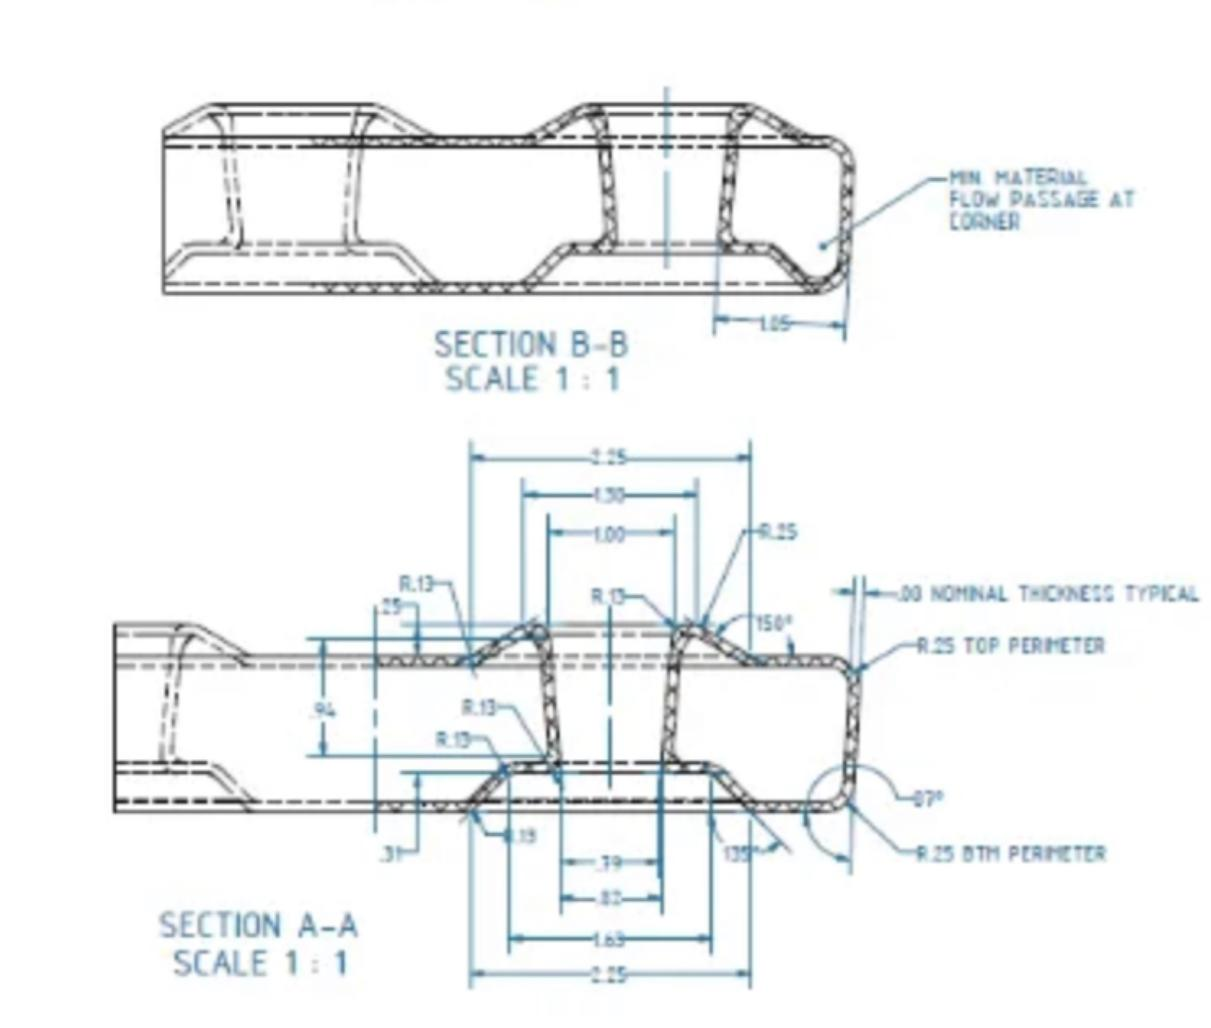 MIN. MATERIAL
FLOW PASSAGE AT
CORNER
1.05
SECTION B-B
SCALE 1 : 1
2.25
1.00
R.25
R.13
R.13
.25
150°
NOMINAL THICKNESS TYPICAL
R.25 TOP PERIMETER
.94
R.13
R.13
.31
135°
R.25 BTM PERIMETER
1.63
2.25
SECTION A-A
SCALE 1 : 1